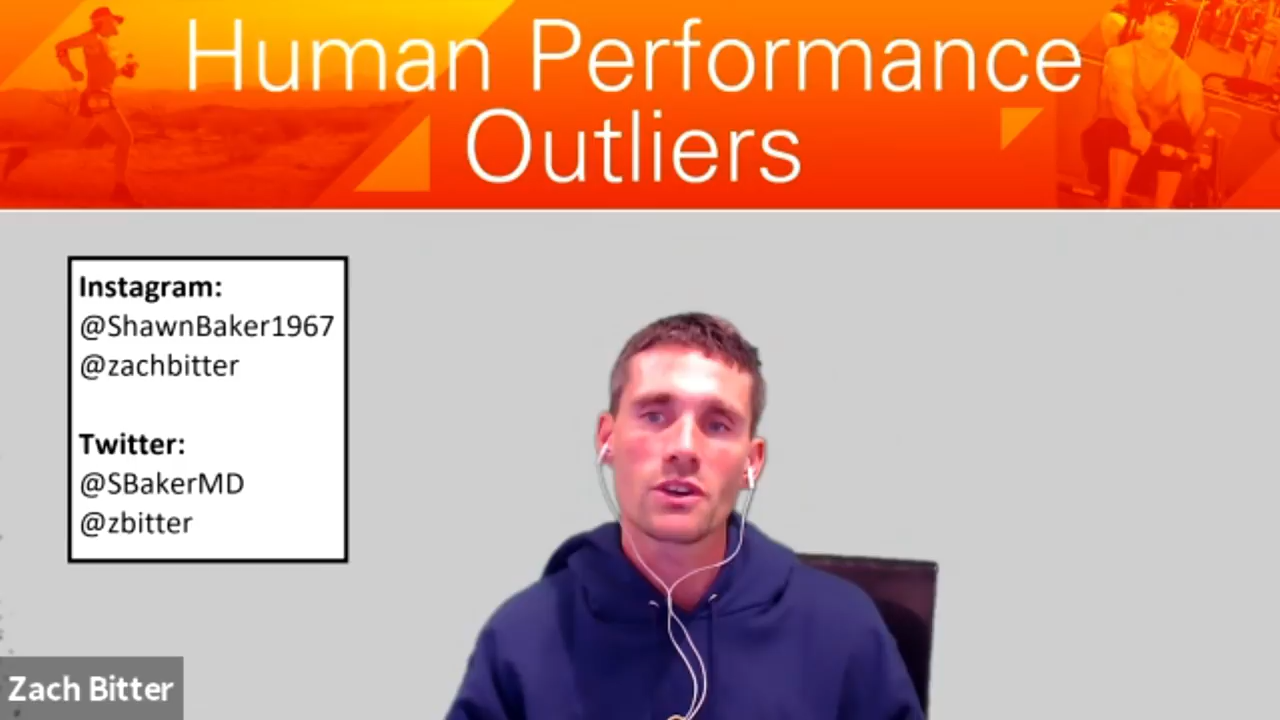 Human Performance
Outliers
Instagram:
@ShawnBaker1967
@zachbitter
Twitter:
@SBakerMD
@zbitter
Zach Bitter